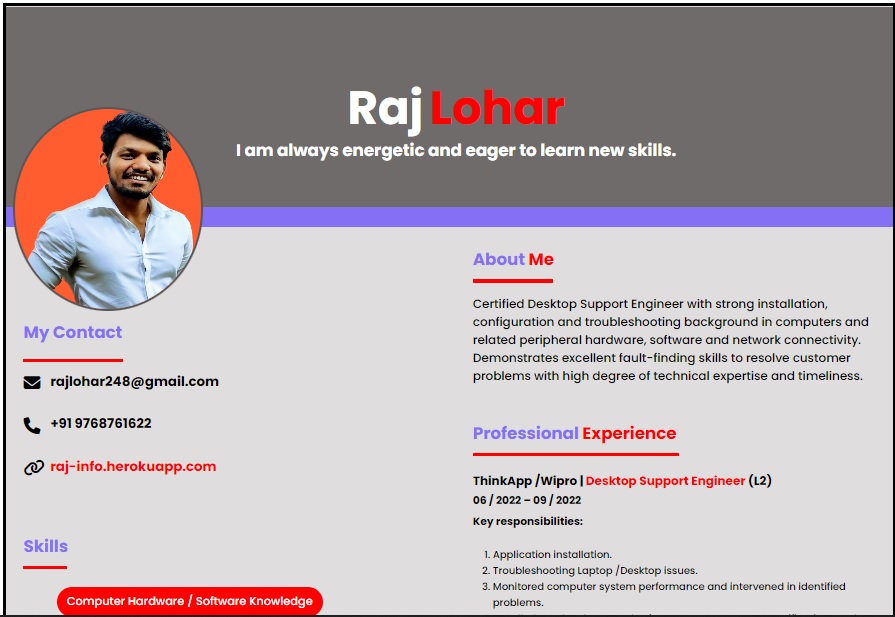 Raj Lohar
I am always energetic and eager to learn new skills.
My Contact
rajlohar248@gmail.com
+91 9768761622
raj-info.herokuapp.com
Skills
Computer Hardware / Software Knowledge
About Me
Certified Desktop Support Engineer with strong installation,
configuration and troubleshooting background in computers and
related peripheral hardware, software and network connectivity.
Demonstrates excellent fault-finding skills to resolve customer
problems with high degree of technical expertise and timeliness.
Professional Experience
ThinkApp /Wipro | Desktop Support Engineer (L2)
06 / 2022 – 09 / 2022
Key responsibilities:
1. Application installation.
2. Troubleshooting Laptop /Desktop issues.
3. Monitored computer system performance and intervened in identified
problems.